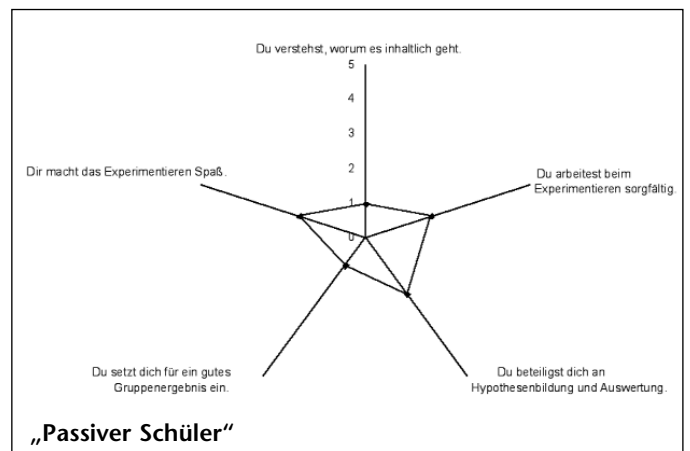 Du verstehst, worum es inhaltlich geht.
5
4
3
2
1
0
Dir macht das Experimentieren Spaß.
Du arbeitest beim
Experimentieren sorgfältig.
Du setzt dich für ein gutes
Gruppenergebnis ein.
Du beteiligst dich an
Hypothesenbildung und Auswertung.
„Passiver Schüler“